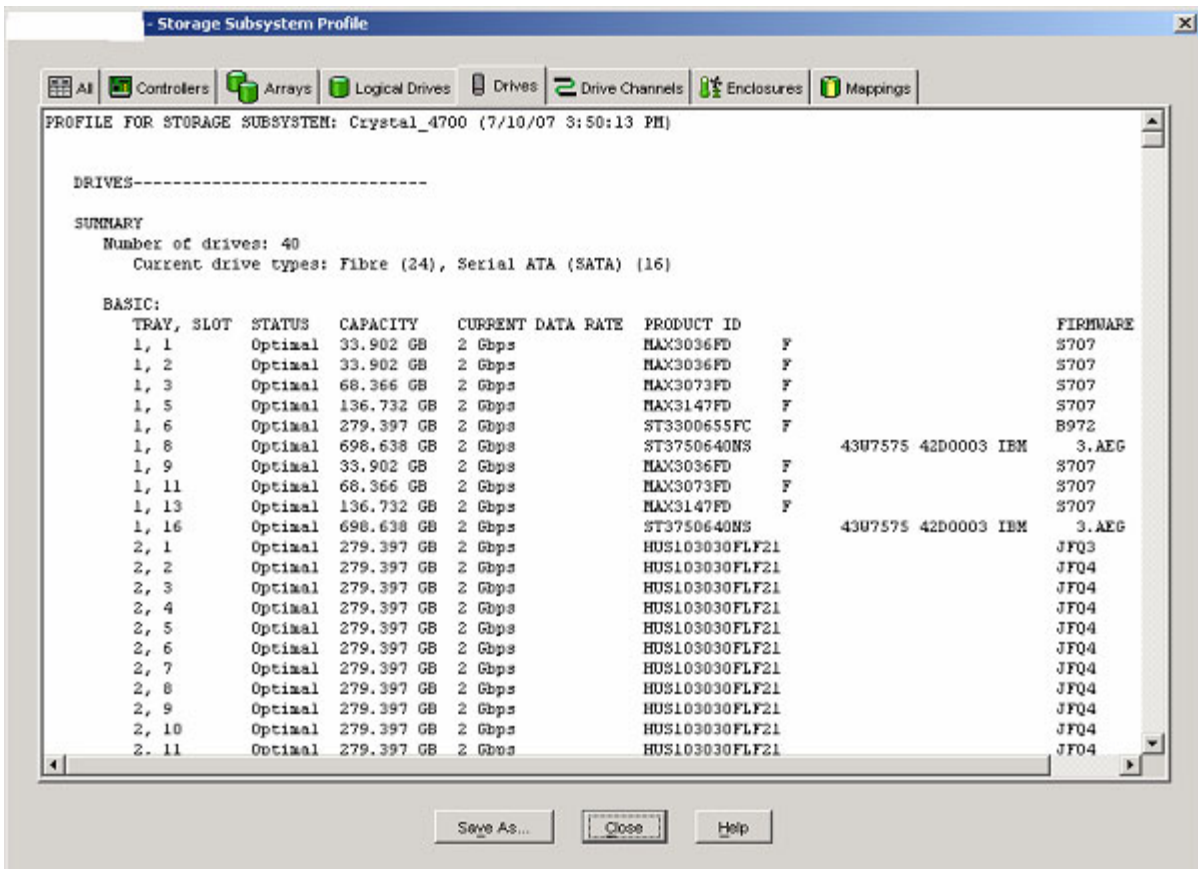 - Storage Subsystem Profile
All Controllers Arrays Logical Drives Drives Drive Channels Enclosures Mappings
PROFILE FOR STORAGE SUBSYSTEM: Crystal_4700 (7/10/07 3:50:13 PM)
DRIVES------------------------------
SUMMARY
Number of drives: 40
Current drive types: Fibre (24), Serial ATA (SATA) (16)
BASIC:
TRAY, SLOT STATUS CAPACITY CURRENT DATA RATE PRODUCT ID FIRMWARE
1, 1 Optimal 33.902 GB 2 Gbps MAX3036FD F S707
1, 2 Optimal 33.902 GB 2 Gbps MAX3036FD F S707
1, 3 Optimal 68.366 GB 2 Gbps MAX3073FD F S707
1, 5 Optimal 136.732 GB 2 Gbps MAX3147FD F S707
1, 6 Optimal 279.397 GB 2 Gbps ST3300655FC F B972
1, 8 Optimal 698.638 GB 2 Gbps ST3750640NS 43W7575 42D0003 IBM 3.AEG
1, 9 Optimal 33.902 GB 2 Gbps MAX3036FD F S707
1, 11 Optimal 68.366 GB 2 Gbps MAX3073FD F S707
1, 13 Optimal 136.732 GB 2 Gbps MAX3147FD F S707
1, 16 Optimal 698.638 GB 2 Gbps ST3750640NS 43W7575 42D0003 IBM 3.AEG
2, 1 Optimal 279.397 GB 2 Gbps HUS103030FLF21 JFQ3
2, 2 Optimal 279.397 GB 2 Gbps HUS103030FLF21 JFQ4
2, 3 Optimal 279.397 GB 2 Gbps HUS103030FLF21 JFQ4
2, 4 Optimal 279.397 GB 2 Gbps HUS103030FLF21 JFQ4
2, 5 Optimal 279.397 GB 2 Gbps HUS103030FLF21 JFQ4
2, 6 Optimal 279.397 GB 2 Gbps HUS103030FLF21 JFQ4
2, 7 Optimal 279.397 GB 2 Gbps HUS103030FLF21 JFQ4
2, 8 Optimal 279.397 GB 2 Gbps HUS103030FLF21 JFQ4
2, 9 Optimal 279.397 GB 2 Gbps HUS103030FLF21 JFQ4
2, 10 Optimal 279.397 GB 2 Gbps HUS103030FLF21 JFQ4
2, 11 Optimal 279.397 GB 2 Gbps HUS103030FLF21 JFQ4
Save As... Close Help